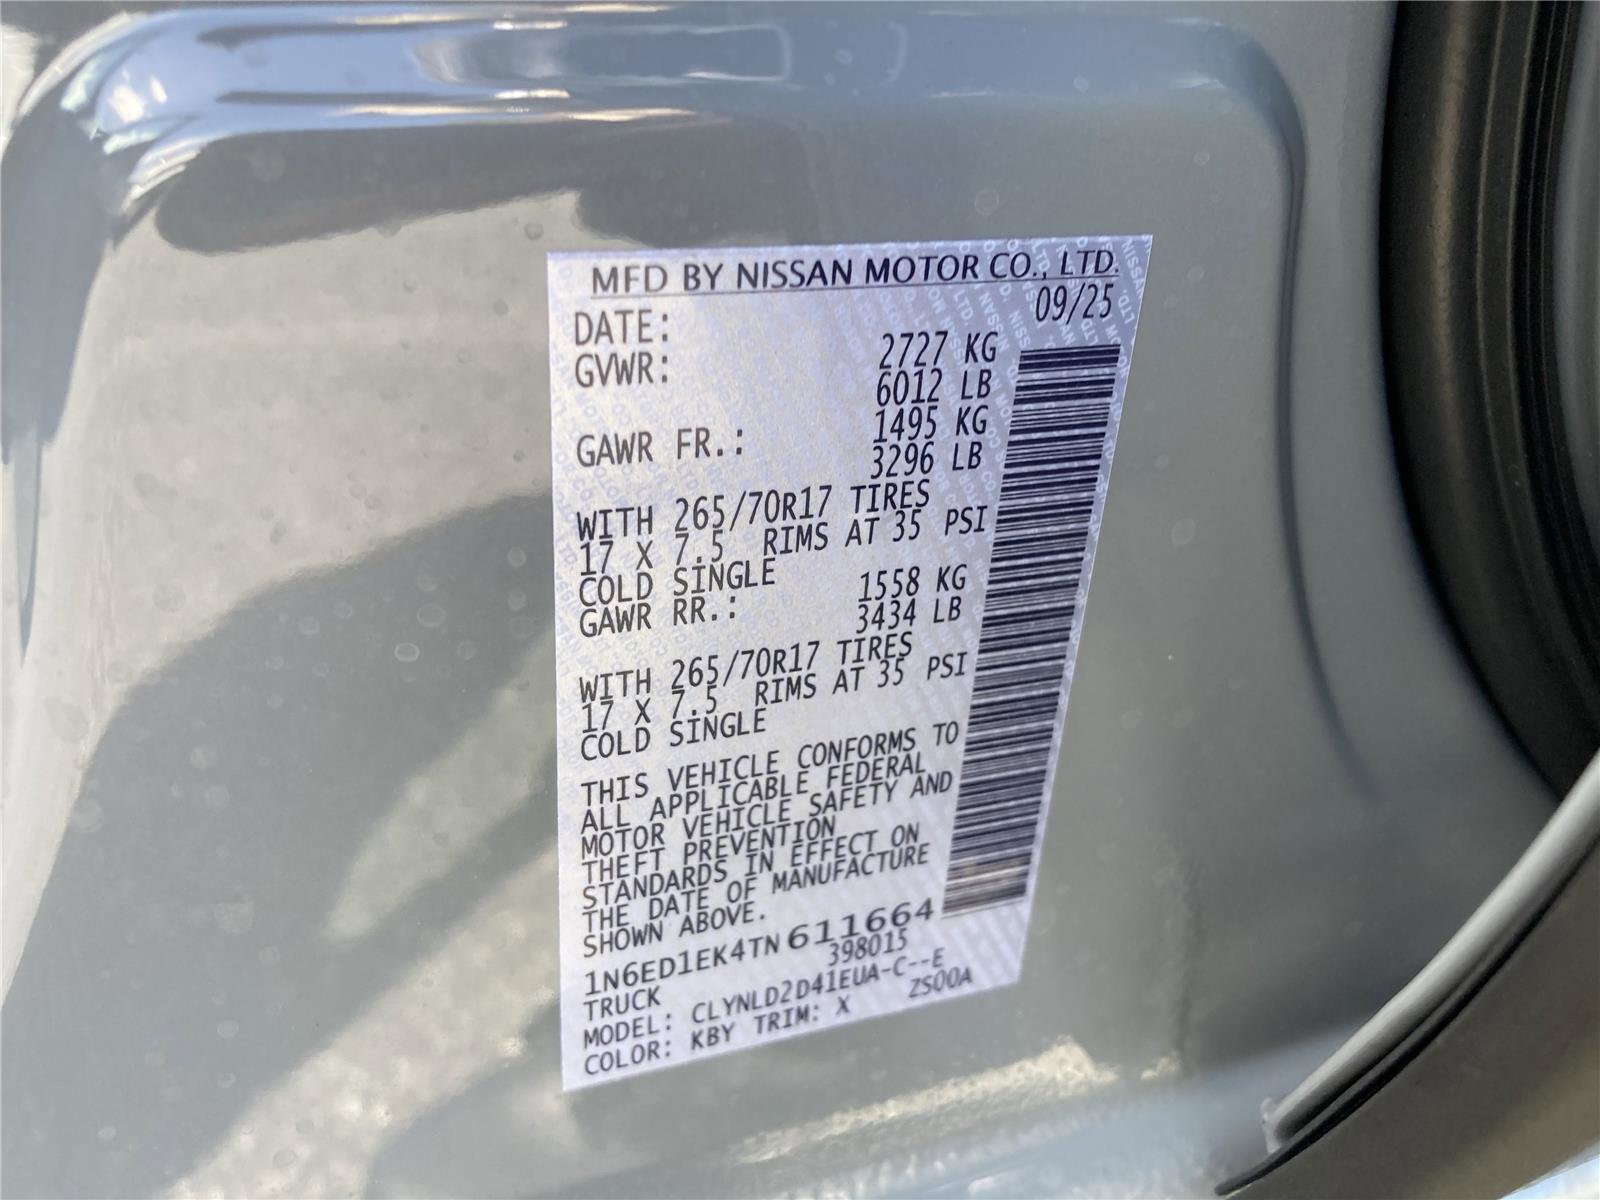 MFD BY NISSAN MOTOR CO., LTD.
DATE: 09/25
GVWR: 2727 KG
6012 LB
GAWR FR.: 1495 KG
3296 LB
WITH 265/70R17 TIRES
17 X 7.5 RIMS AT 35 PSI
COLD SINGLE
GAWR RR.: 1558 KG
3434 LB
WITH 265/70R17 TIRES
17 X 7.5 RIMS AT 35 PSI
COLD SINGLE
THIS VEHICLE CONFORMS TO
ALL APPLICABLE FEDERAL
MOTOR VEHICLE SAFETY AND
THEFT PREVENTION
STANDARDS IN EFFECT ON
THE DATE OF MANUFACTURE
SHOWN ABOVE.
1N6ED1EK4TN611664
TRUCK 398015
MODEL: CLYNLD2D41EUA-C--E
COLOR: KBY TRIM: X ZS00A